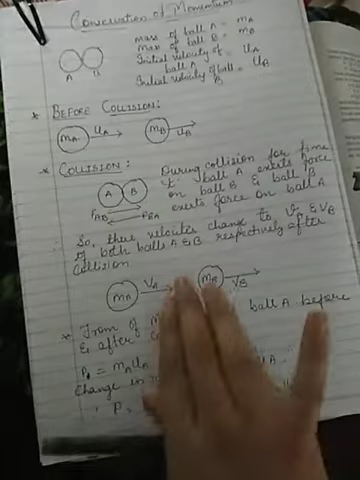 Conservation of Momentum
mass of ball A = mA
Mass of ball B = mB
Initial velocity of ball A = uA
Initial velocity of ball B = uB
A B
* BEFORE COLLISION:
mA uA mB uB
* COLLISION:
During collision for time
t ball A exerts force
on ball B & ball B
exerts force on ball A
A B
FAB FBA
So, their velocities change to VA & VB
of both balls A & B respectively after
Collision
mA VA mB VB
* From of ball A before
& after
= mAuA
Change in
∴ P =